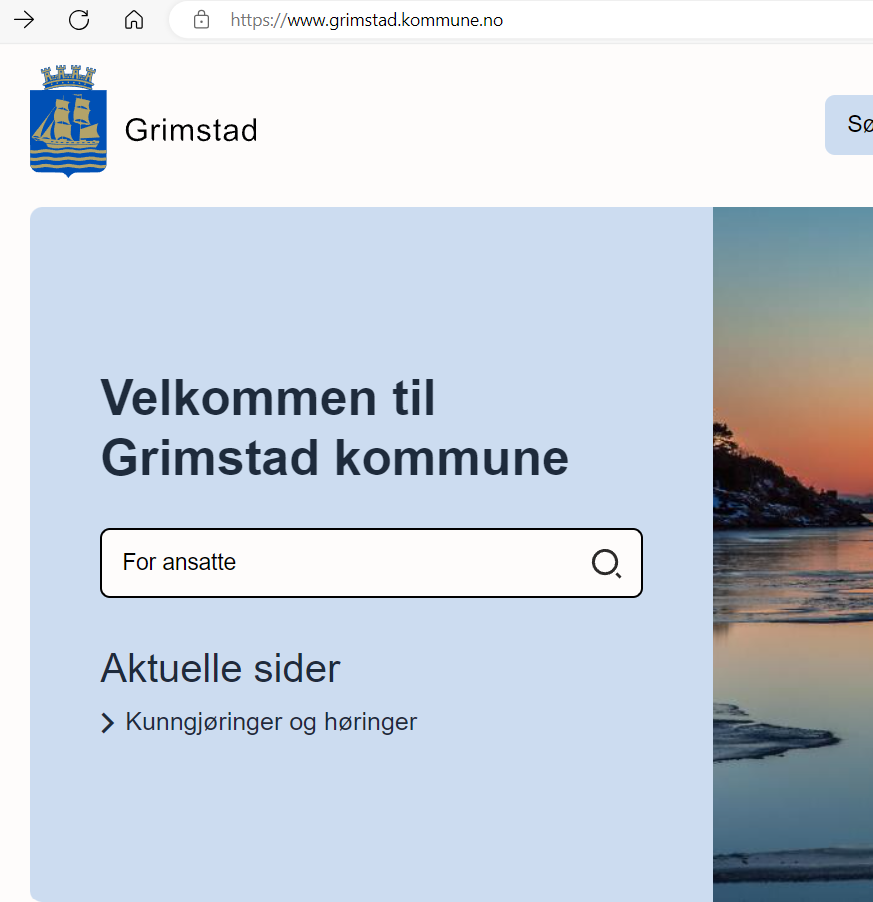 https://www.grimstad.kommune.no
Grimstad
Velkommen til
Grimstad kommune
For ansatte
Aktuelle sider
Kunngjøringer og høringer